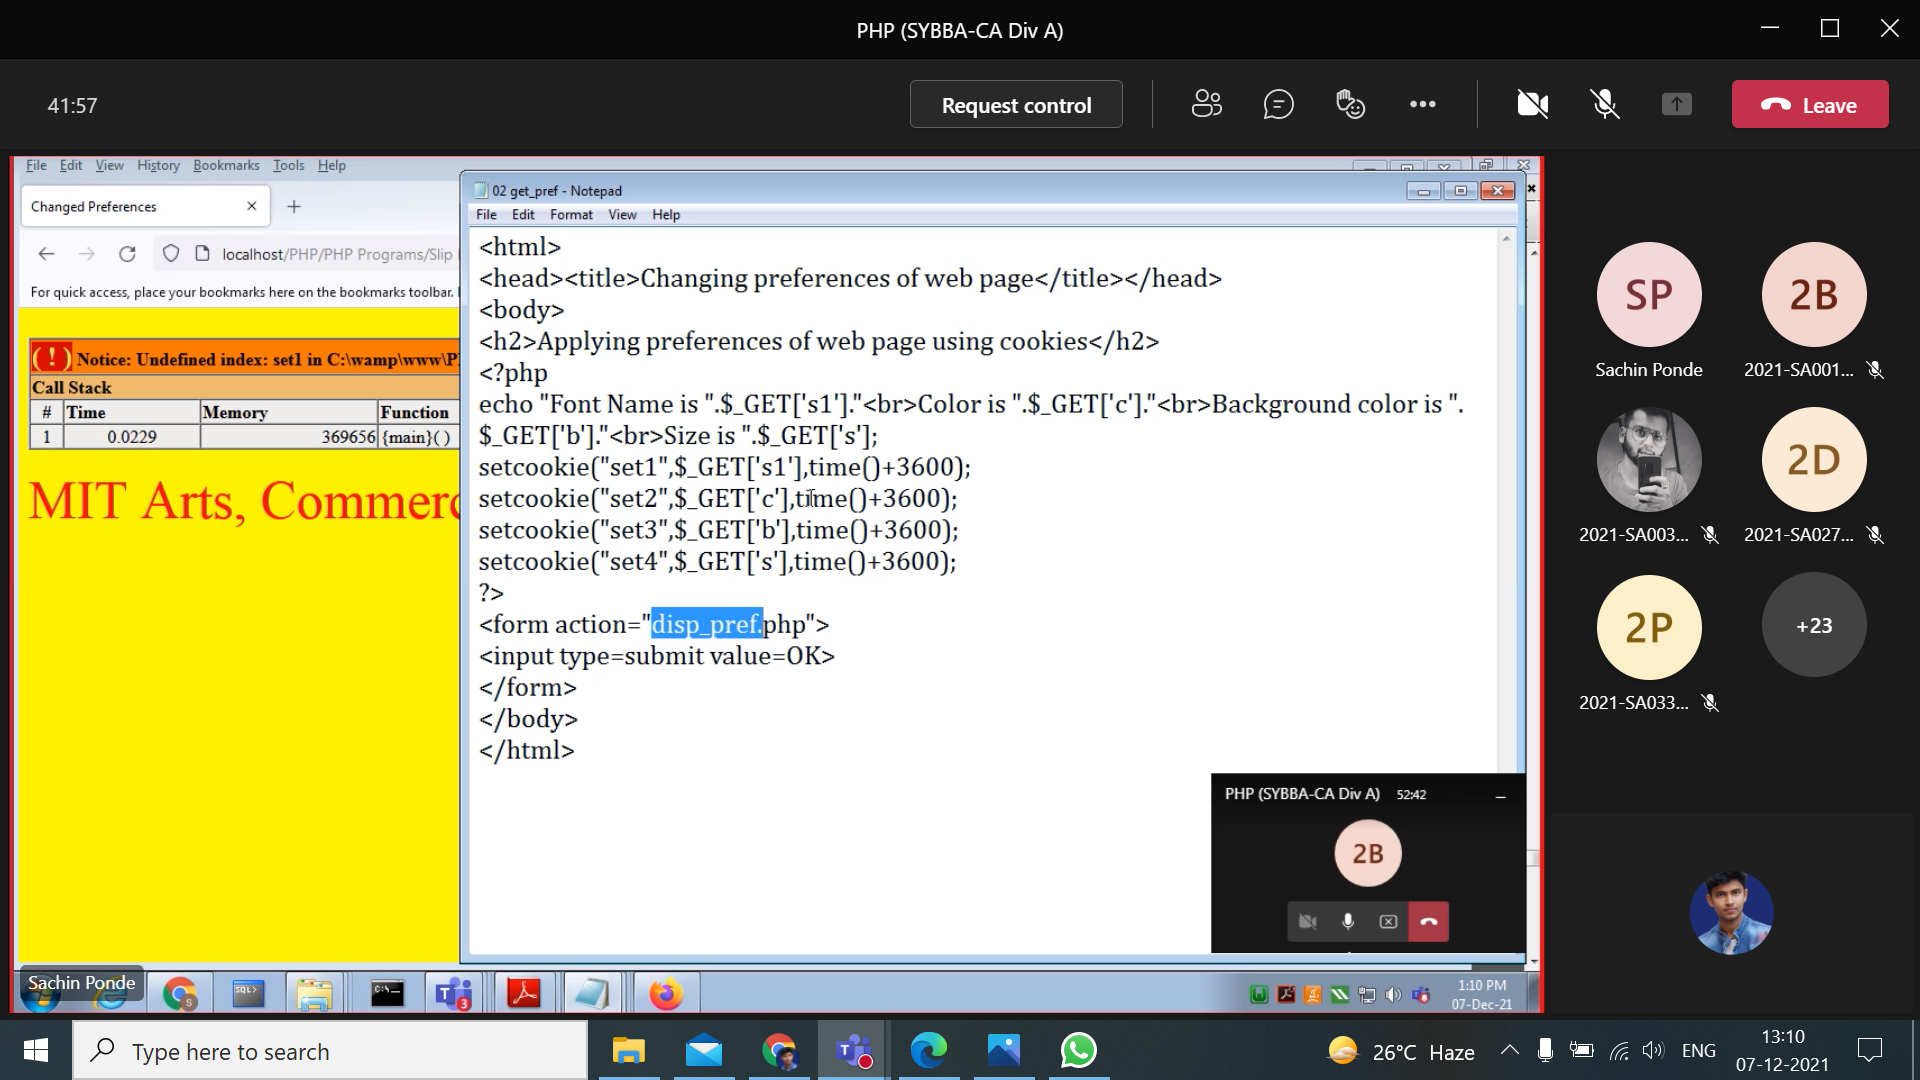 PHP (SYBBA-CA Div A)
41:57
Request control
Leave
File Edit View History Bookmarks Tools Help
Changed Preferences
localhost/PHP/PHP Programs/Slip
For quick access, place your bookmarks here on the bookmarks toolbar.
( ! ) Notice: Undefined index: set1 in C:\wamp\www\P
Call Stack
# Time Memory Function
1 0.0229 369656 {main}( )
MIT Arts, Commerc
02 get_pref - Notepad
File Edit Format View Help
<html>
<head><title>Changing preferences of web page</title></head>
<body>
<h2>Applying preferences of web page using cookies</h2>
<?php
echo "Font Name is ".$_GET['s1']."<br>Color is ".$_GET['c']."<br>Background color is ".
$_GET['b']."<br>Size is ".$_GET['s'];
setcookie("set1",$_GET['s1'],time()+3600);
setcookie("set2",$_GET['c'],time()+3600);
setcookie("set3",$_GET['b'],time()+3600);
setcookie("set4",$_GET['s'],time()+3600);
?>
<form action="disp_pref.php">
<input type=submit value=OK>
</form>
</body>
</html>
PHP (SYBBA-CA Div A) 52:42
2B
SP
Sachin Ponde
2B
2021-SA001...
2021-SA003...
2D
2021-SA027...
2P
2021-SA033...
+23
Sachin Ponde
SQL>
C:\-
T 3
1:10 PM
07-Dec-21
Type here to search
26°C Haze
ENG
13:10
07-12-2021